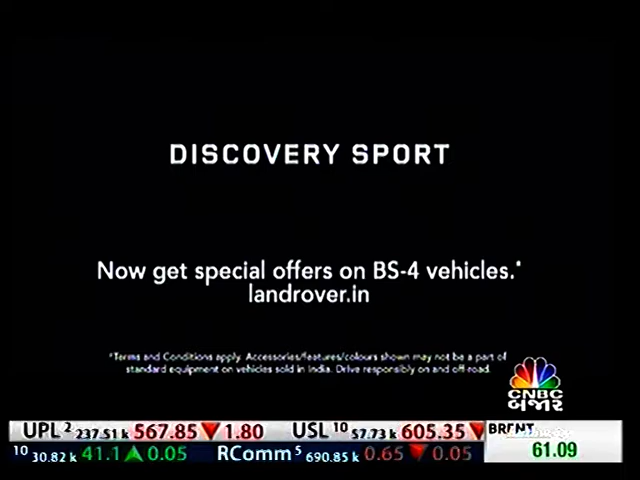 DISCOVERY SPORT
Now get special offers on BS-4 vehicles.*
landrover.in
*Terms and Conditions apply. Accessories/features/colours shown may not be a part of
standard equipment on vehicles sold in India. Drive responsibly on and off-road.
CNBC
બજાર
UPL 2 237.51 k 567.85 ▼ 1.80 USL 10 57.73 k 605.35 ▼
BRENT
10 30.82 k 41.1 ▲ 0.05 RComm 5 690.85 k 0.65 ▼ 0.05
61.09